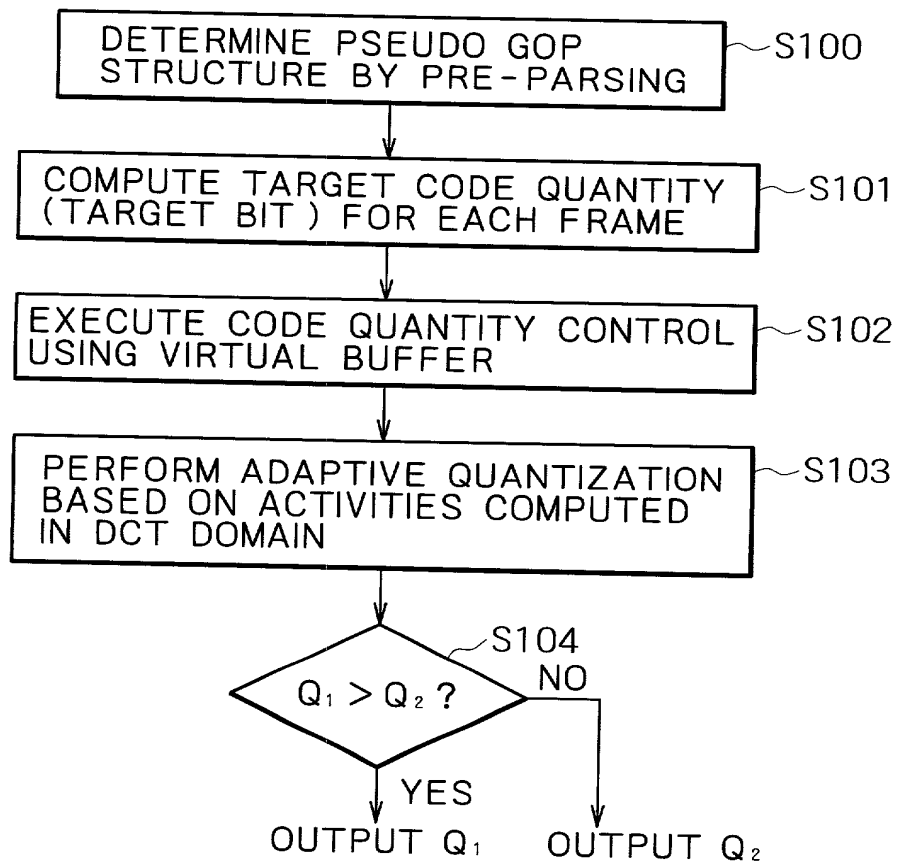 DETERMINE PSEUDO GOP
STRUCTURE BY PRE-PARSING
S100
COMPUTE TARGET CODE QUANTITY
(TARGET BIT) FOR EACH FRAME
S101
EXECUTE CODE QUANTITY CONTROL
USING VIRTUAL BUFFER
S102
PERFORM ADAPTIVE QUANTIZATION
BASED ON ACTIVITIES COMPUTED
IN DCT DOMAIN
S103
S104
Q₁ > Q₂ ?
NO
YES
OUTPUT Q₁
OUTPUT Q₂